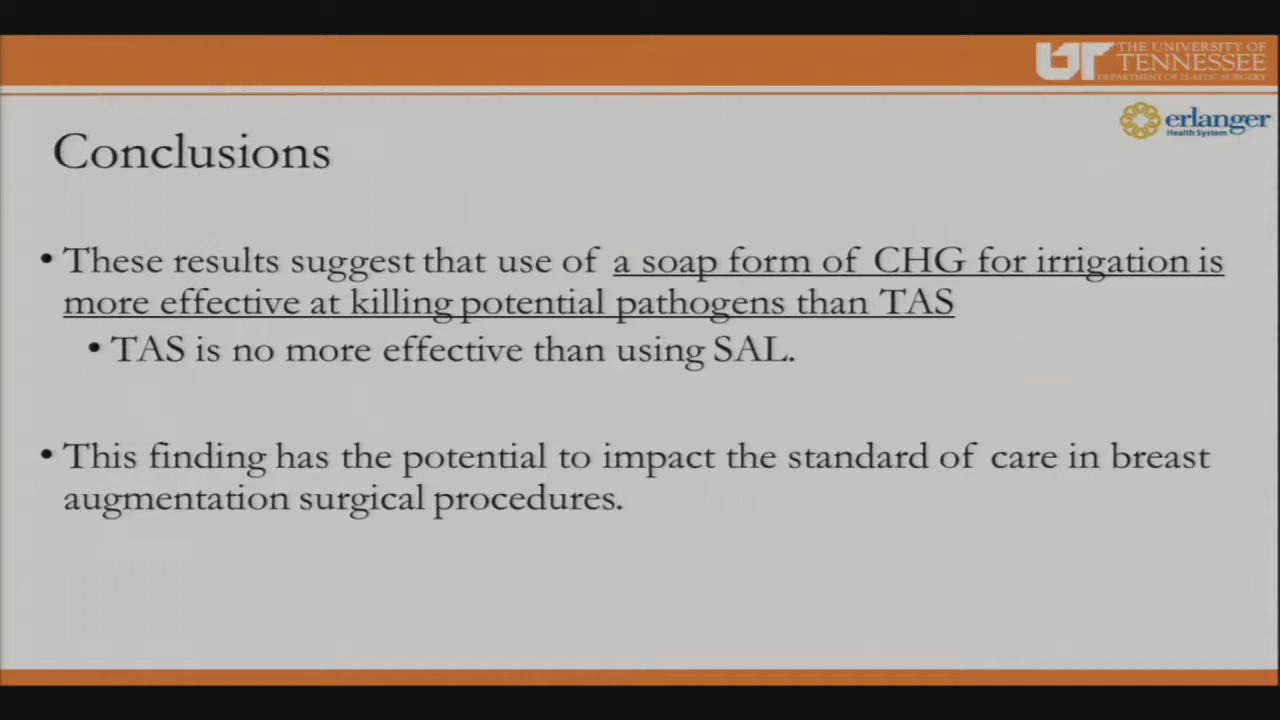 UT THE UNIVERSITY OF
TENNESSEE
DEPARTMENT OF PLASTIC SURGERY
erlanger
Health System
Conclusions
• These results suggest that use of a soap form of CHG for irrigation is
more effective at killing potential pathogens than TAS
• TAS is no more effective than using SAL.
• This finding has the potential to impact the standard of care in breast
augmentation surgical procedures.